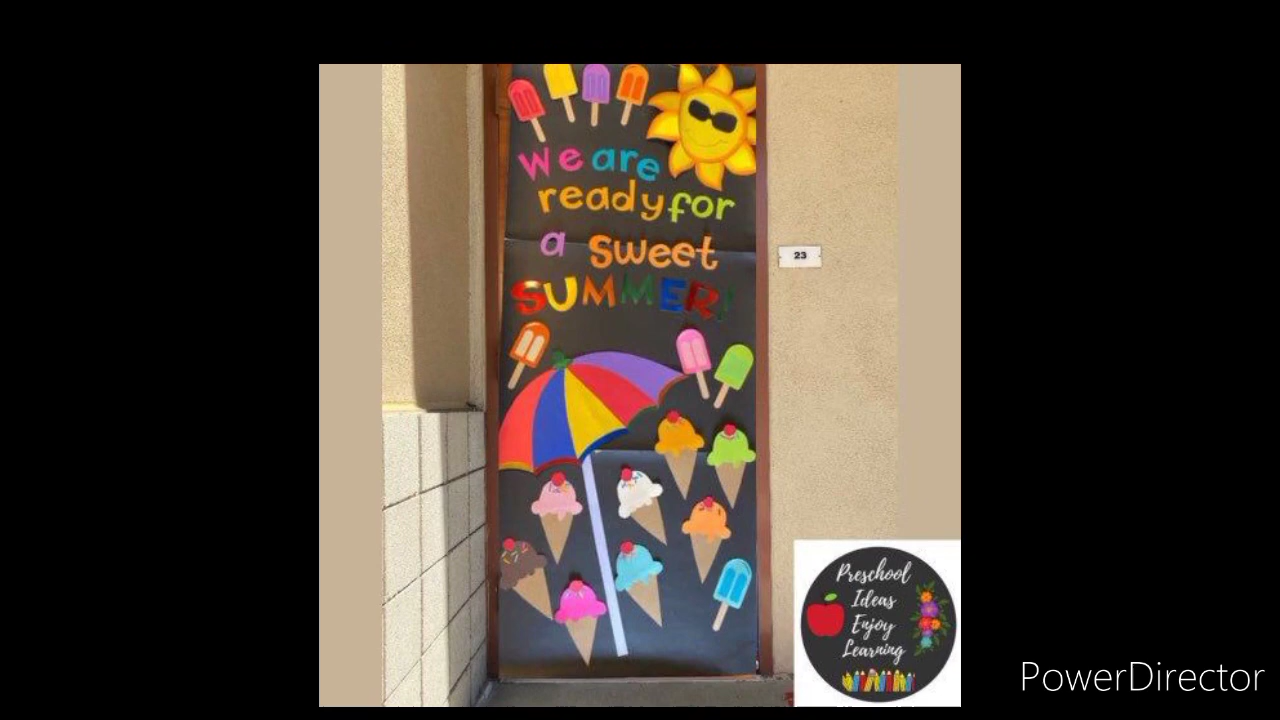 We are
ready for
a sweet
SUMMER!
23
Preschool
Ideas
Enjoy
Learning
PowerDirector